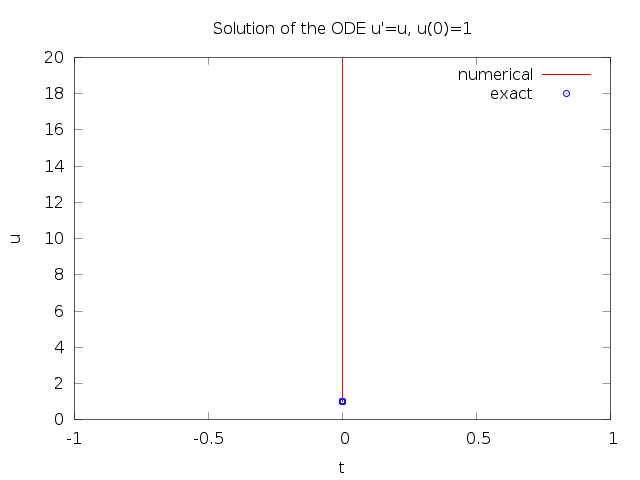 Solution of the ODE u'=u, u(0)=1
numerical
exact
20
18
16
14
12
10
8
6
4
2
0
u
-1 -0.5 0 0.5 1
t